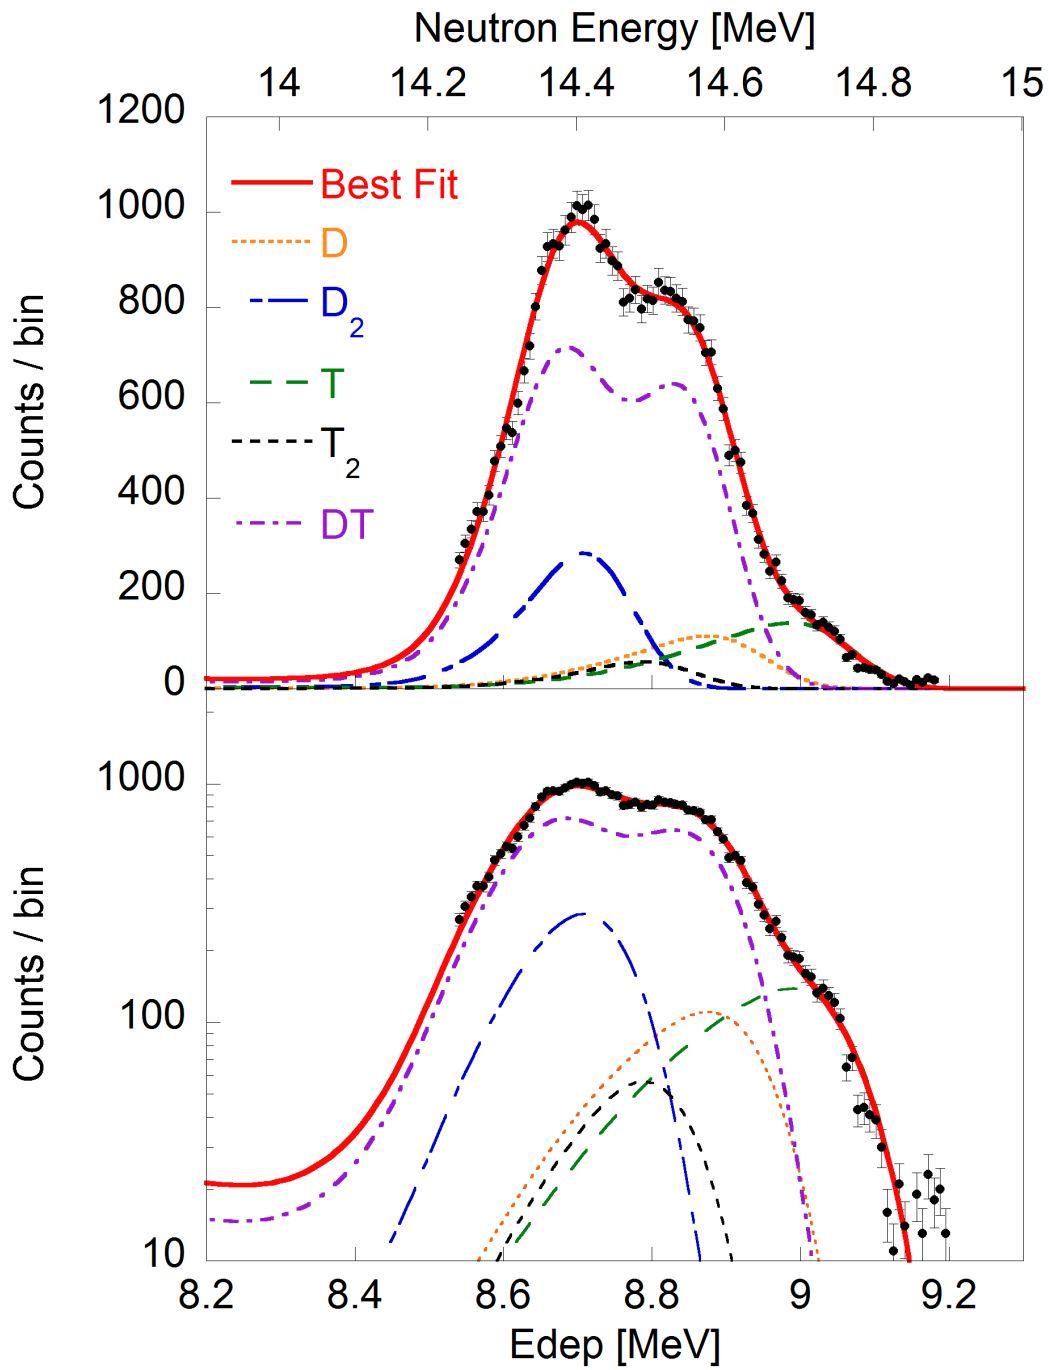 Neutron Energy [MeV]
14 14.2 14.4 14.6 14.8 15
1200
1000
800
600
400
200
0
Counts / bin
Best Fit
D
D2
T
T2
DT
1000
100
10
Counts / bin
8.2 8.4 8.6 8.8 9 9.2
Edep [MeV]